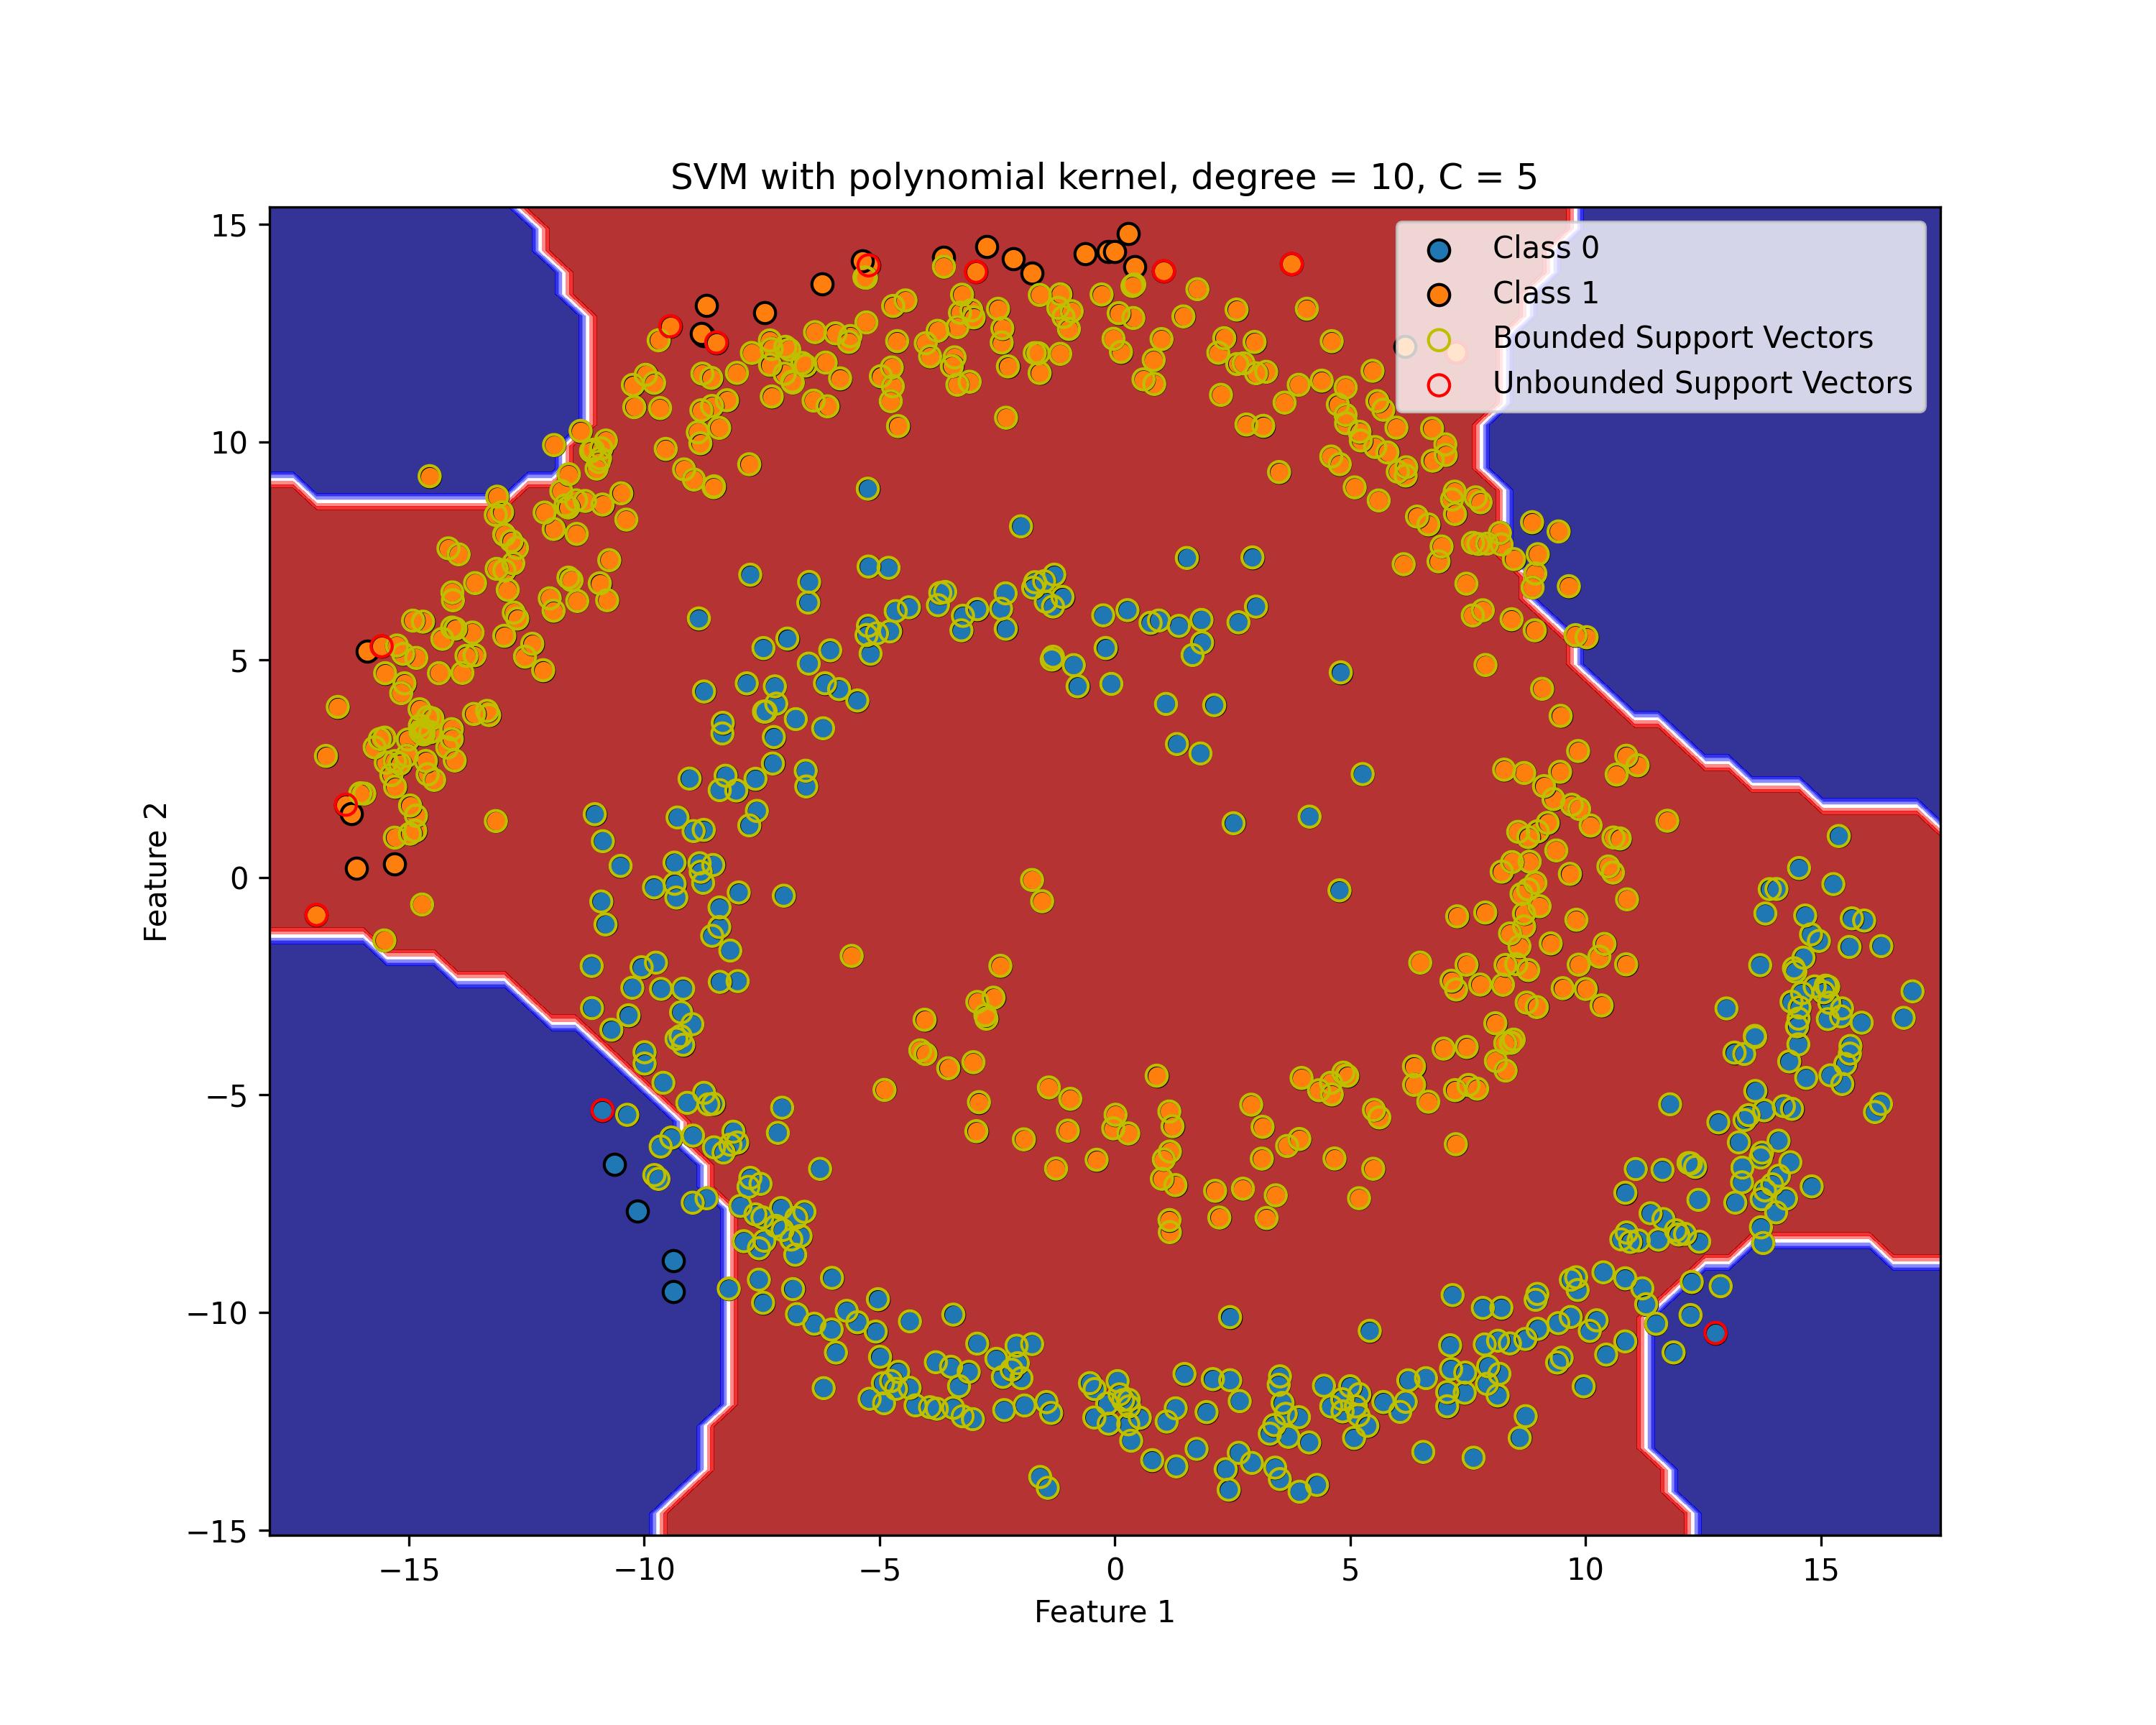 SVM with polynomial kernel, degree = 10, C = 5
Class 0
Class 1
Bounded Support Vectors
Unbounded Support Vectors
Feature 2
15
10
5
0
−5
−10
−15
−15 −10 −5 0 5 10 15
Feature 1